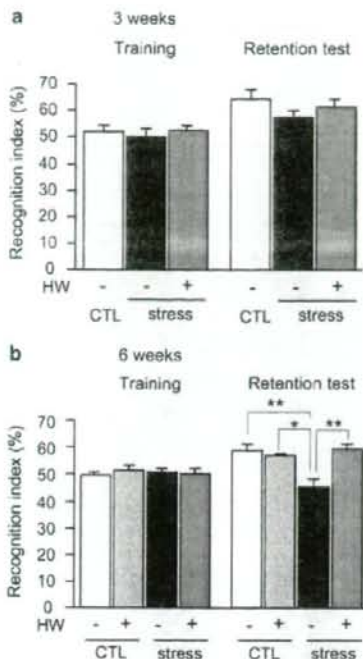 a
3 weeks
Training Retention test
Recognition index (%)
70
60
50
40
30
20
10
0
HW - - + - - +
CTL stress CTL stress
b
6 weeks
Training Retention test
Recognition index (%)
70
60
50
40
30
20
10
0
** * **
HW - + - + - + - +
CTL stress CTL stress